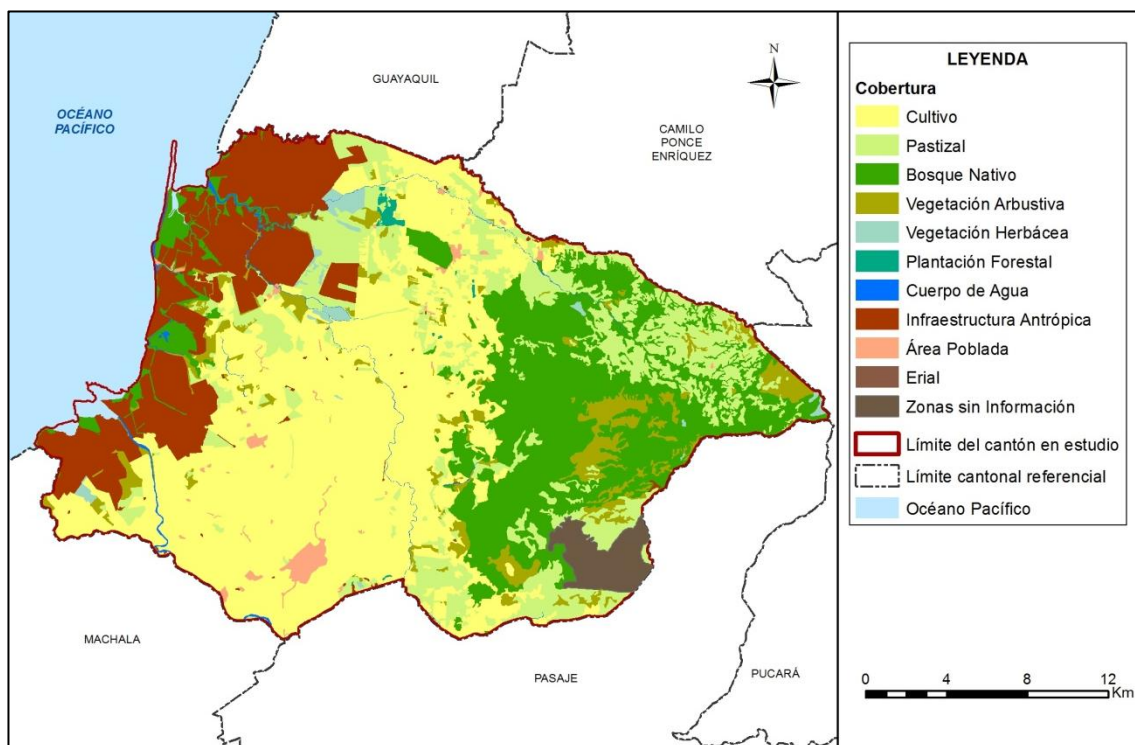 GUAYAQUIL
N
OCÉANO
PACÍFICO
CAMILO
PONCE
ENRÍQUEZ
MACHALA
PASAJE
PUCARÁ
LEYENDA
Cobertura
Cultivo
Pastizal
Bosque Nativo
Vegetación Arbustiva
Vegetación Herbácea
Plantación Forestal
Cuerpo de Agua
Infraestructura Antrópica
Área Poblada
Erial
Zonas sin Información
Límite del cantón en estudio
Límite cantonal referencial
Océano Pacífico
0 4 8 12
Km